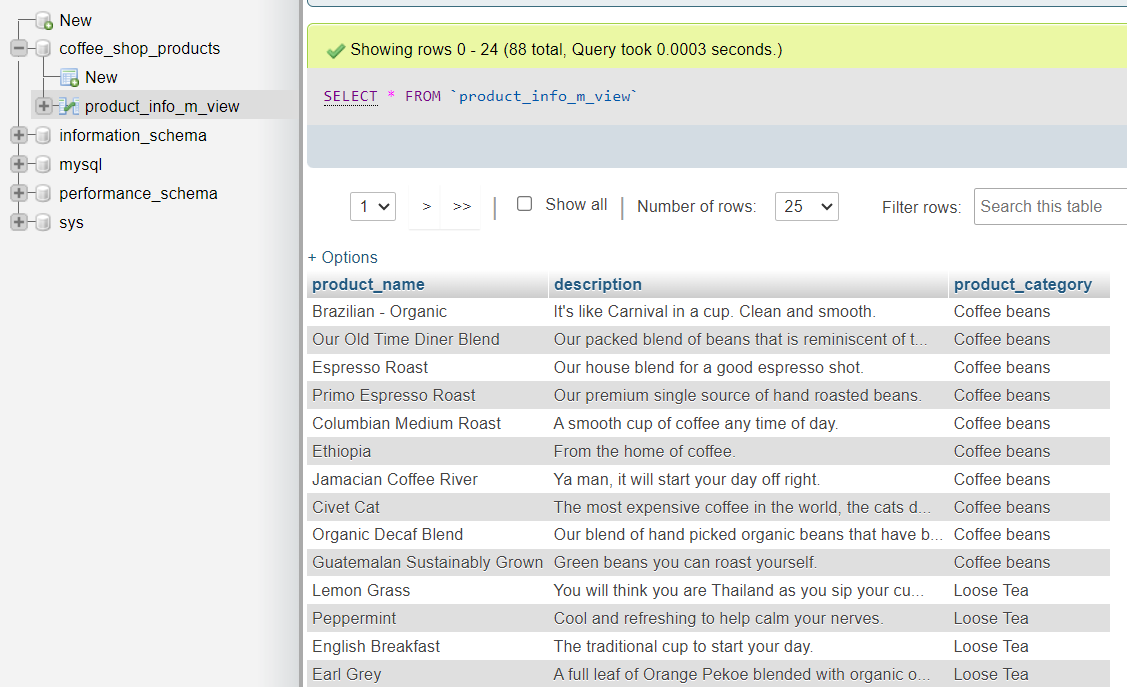 New
coffee_shop_products
New
product_info_m_view
information_schema
mysql
performance_schema
sys
Showing rows 0 - 24 (88 total, Query took 0.0003 seconds.)
SELECT * FROM `product_info_m_view`
1 > >> | Show all | Number of rows: 25 Filter rows: Search this table
+ Options
product_name description product_category
Brazilian - Organic It's like Carnival in a cup. Clean and smooth. Coffee beans
Our Old Time Diner Blend Our packed blend of beans that is reminiscent of t... Coffee beans
Espresso Roast Our house blend for a good espresso shot. Coffee beans
Primo Espresso Roast Our premium single source of hand roasted beans. Coffee beans
Columbian Medium Roast A smooth cup of coffee any time of day. Coffee beans
Ethiopia From the home of coffee. Coffee beans
Jamacian Coffee River Ya man, it will start your day off right. Coffee beans
Civet Cat The most expensive coffee in the world, the cats d... Coffee beans
Organic Decaf Blend Our blend of hand picked organic beans that have b... Coffee beans
Guatemalan Sustainably Grown Green beans you can roast yourself. Coffee beans
Lemon Grass You will think you are Thailand as you sip your cu... Loose Tea
Peppermint Cool and refreshing to help calm your nerves. Loose Tea
English Breakfast The traditional cup to start your day. Loose Tea
Earl Grey A full leaf of Orange Pekoe blended with organic o... Loose Tea